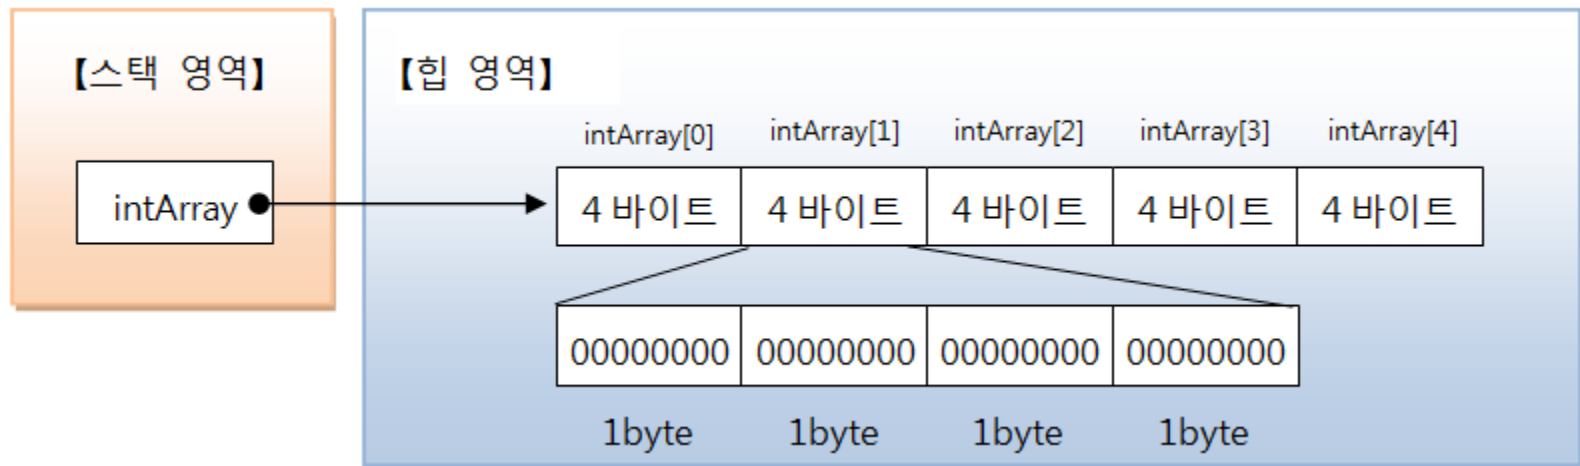 【스택 영역】
【힙 영역】
intArray[0] intArray[1] intArray[2] intArray[3] intArray[4]
intArray
4 바이트 4 바이트 4 바이트 4 바이트 4 바이트
00000000 00000000 00000000 00000000
1byte 1byte 1byte 1byte